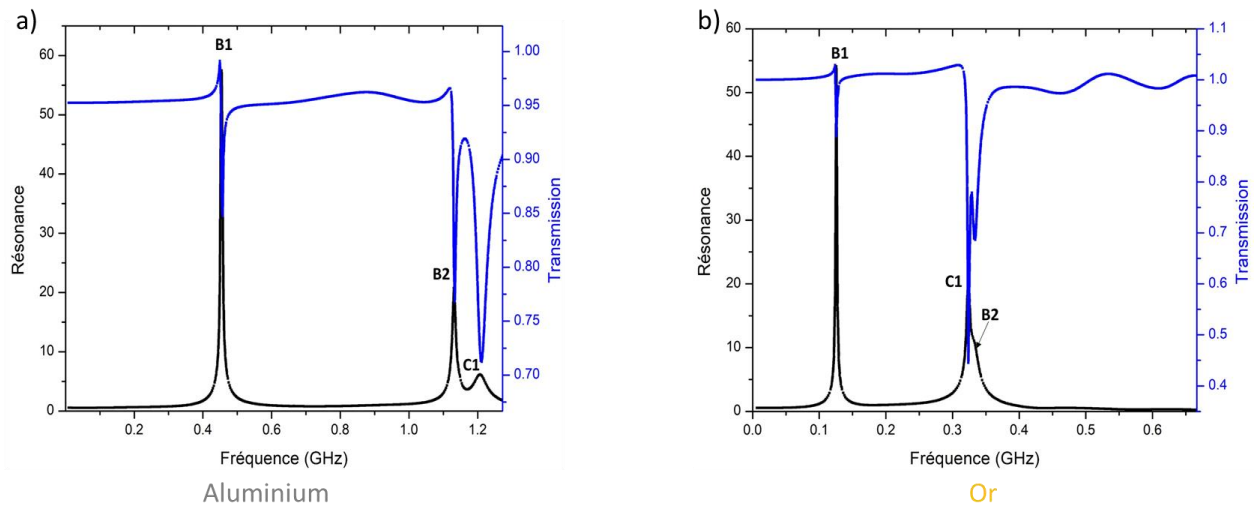 a)
60
50
40
30
20
10
0
Résonance
0.2 0.4 0.6 0.8 1.0 1.2
Fréquence (GHz)
1.00
0.95
0.90
0.85
0.80
0.75
0.70
Transmission
B1
B2
C1
Aluminium
b)
60
50
40
30
20
10
0
Résonance
0.0 0.1 0.2 0.3 0.4 0.5 0.6
Fréquence (GHz)
1.1
1.0
0.9
0.8
0.7
0.6
0.5
0.4
Transmission
B1
C1
B2
Or